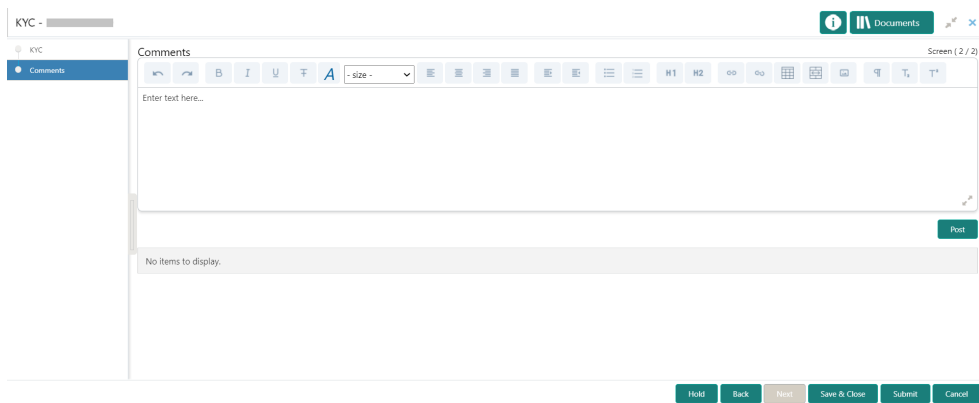 KYC -
Documents
KYC
Comments
Comments
Screen ( 2 / 2)
B I U T A - size - H1 H2 ¶ T T
Enter text here...
Post
No items to display.
Hold Back Next Save & Close Submit Cancel